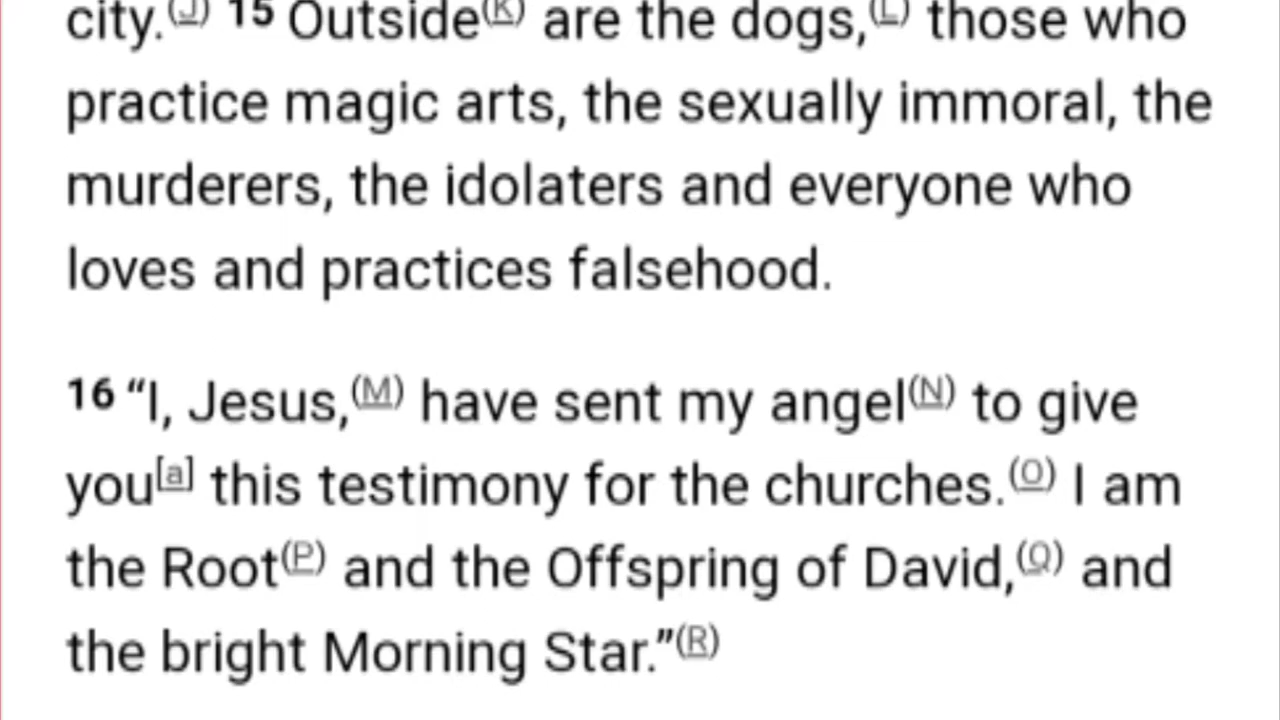 city.(J) 15 Outside(K) are the dogs,(L) those who
practice magic arts, the sexually immoral, the
murderers, the idolaters and everyone who
loves and practices falsehood.
16 “I, Jesus,(M) have sent my angel(N) to give
you[a] this testimony for the churches.(O) I am
the Root(P) and the Offspring of David,(Q) and
the bright Morning Star.”(R)